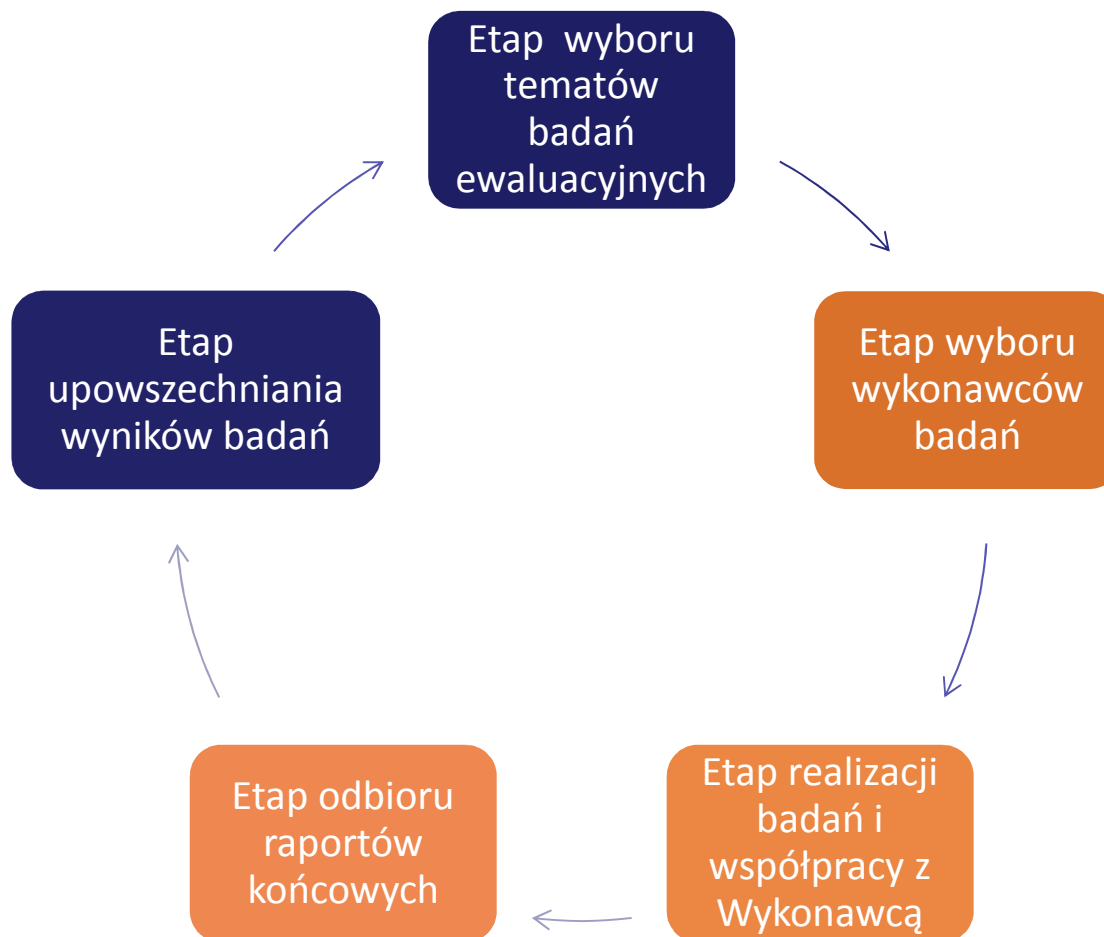 Etap wyboru
tematów
badań
ewaluacyjnych
Etap wyboru
wykonawców
badań
Etap realizacji
badań i
współpracy z
Wykonawcą
Etap odbioru
raportów
końcowych
Etap
upowszechniania
wyników badań